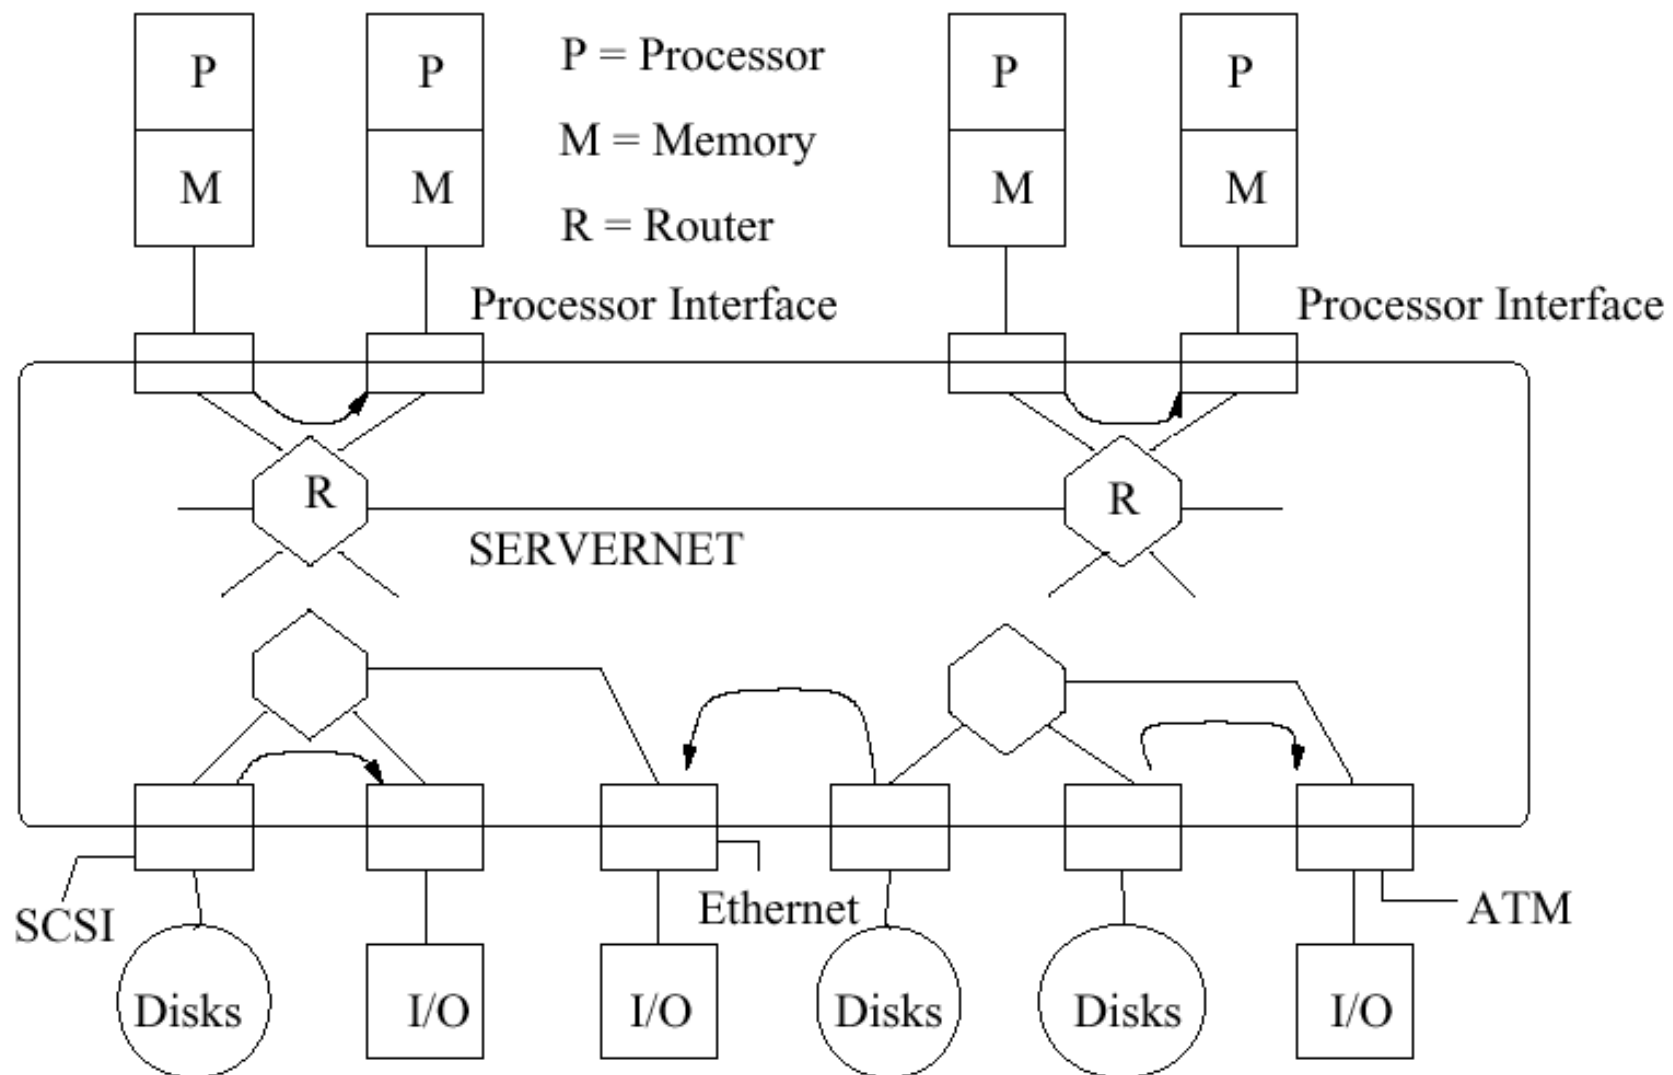 P
P
P = Processor
P
P
M
M
M = Memory
M
M
R = Router
Processor Interface
Processor Interface
R
R
SERVERNET
SCSI
Ethernet
ATM
Disks
I/O
I/O
Disks
Disks
I/O